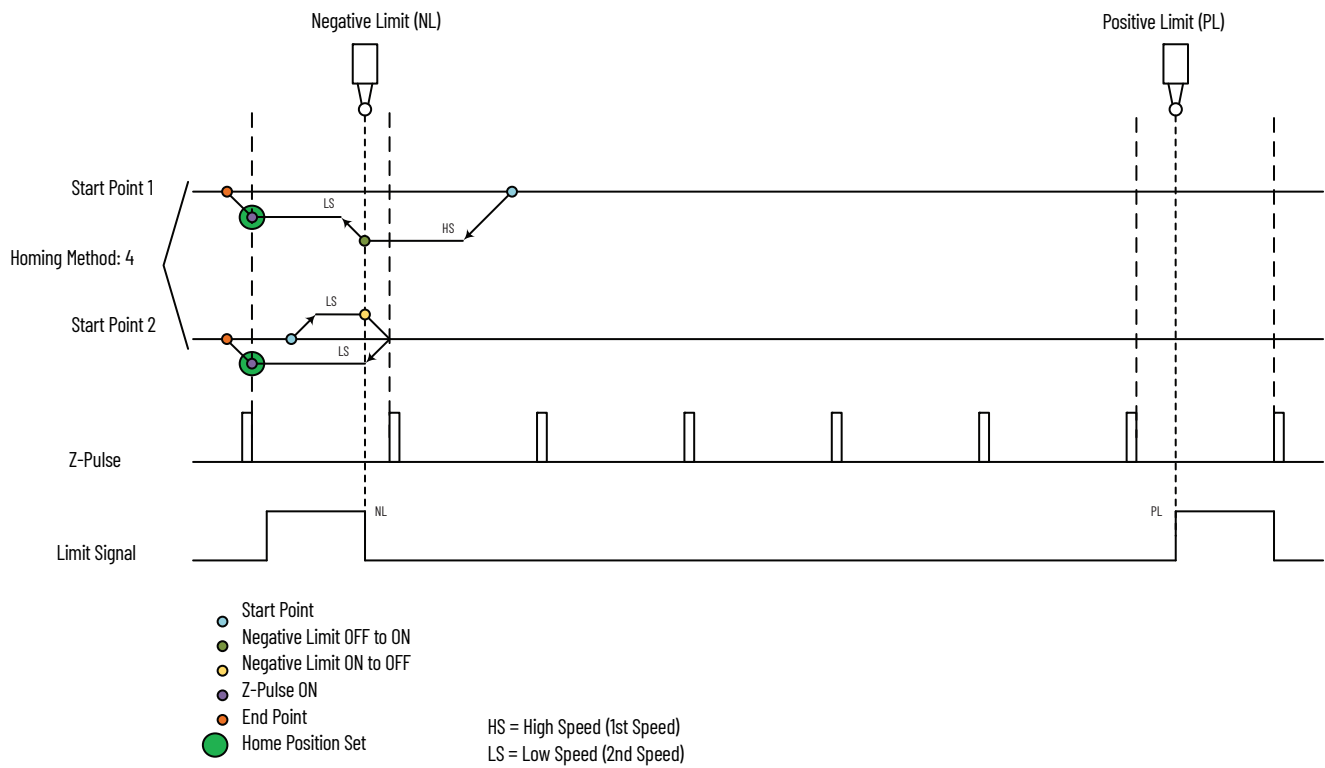 Negative Limit (NL)
Positive Limit (PL)
Start Point 1
LS
HS
Homing Method: 4
LS
Start Point 2
LS
Z-Pulse
NL
PL
Limit Signal
Start Point
Negative Limit OFF to ON
Negative Limit ON to OFF
Z-Pulse ON
End Point
Home Position Set
HS = High Speed (1st Speed)
LS = Low Speed (2nd Speed)